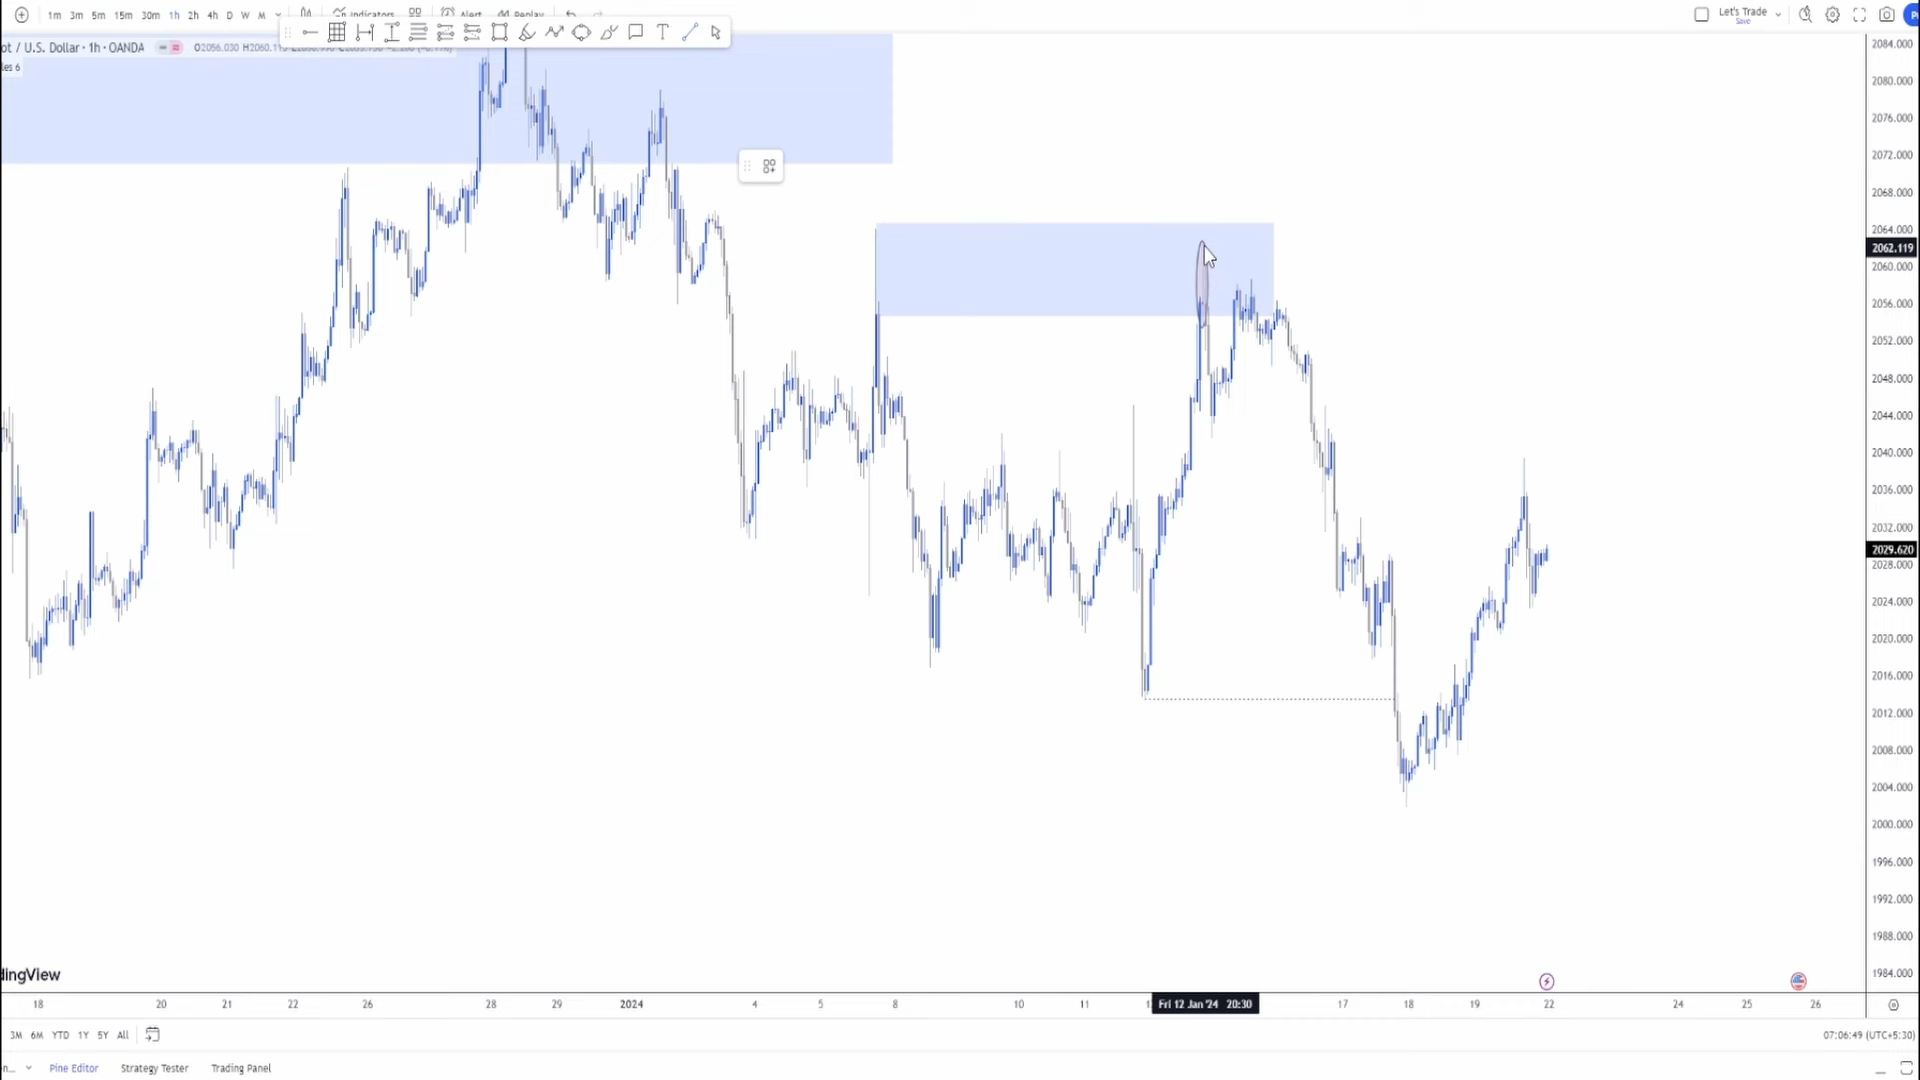 1m 3m 5m 15m 30m 1h 2h 4h D W M Indicators Alert Replay
Let's Trade
Save
ot / U.S. Dollar · 1h · OANDA
les 6
2084.000
2080.000
2076.000
2072.000
2068.000
2064.000
2062.119
2060.000
2056.000
2052.000
2048.000
2044.000
2040.000
2036.000
2032.000
2029.620
2028.000
2024.000
2020.000
2016.000
2012.000
2008.000
2004.000
2000.000
1996.000
1992.000
1988.000
1984.000
dingView
18 20 21 22 26 28 29 2024 4 5 8 10 11 Fri 12 Jan '24 20:30 17 18 19 22 24 25 26
3M 6M YTD 1Y 5Y All
07:06:49 (UTC+5:30)
Pine Editor Strategy Tester Trading Panel